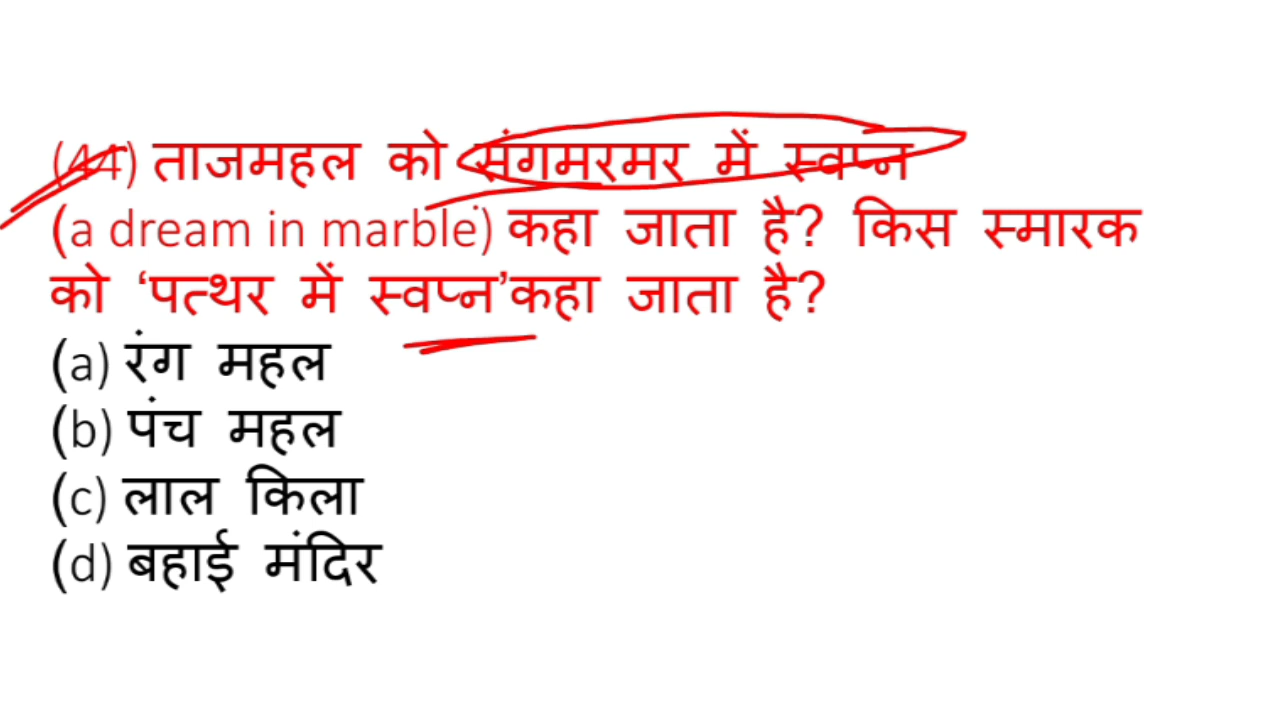 (44) ताजमहल को संगमरमर में स्वप्न
(a dream in marble) कहा जाता है? किस स्मारक
को ‘पत्थर में स्वप्न’कहा जाता है?
(a) रंग महल
(b) पंच महल
(c) लाल किला
(d) बहाई मंदिर